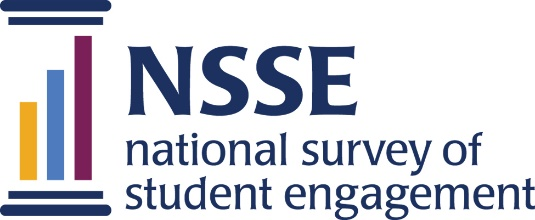 NSSE
national survey of
student engagement